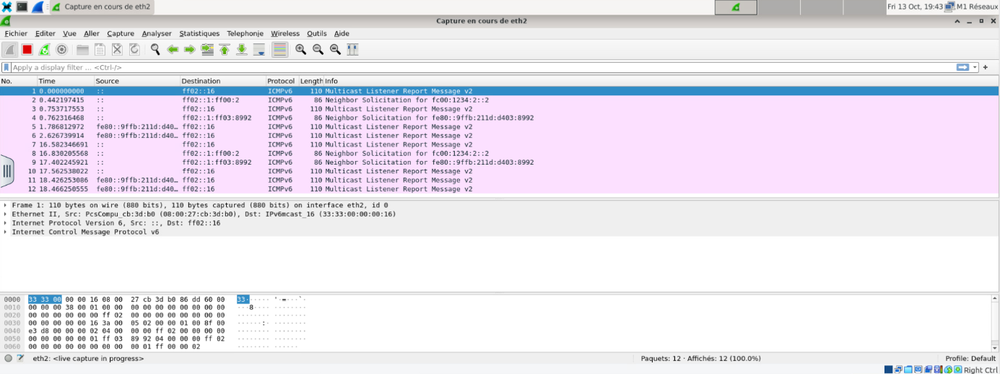 Capture en cours de eth2 Fri 13 Oct, 19:43 M1 Réseaux
Capture en cours de eth2
Fichier Editer Vue Aller Capture Analyser Statistiques Telephonie Wireless Outils Aide
Apply a display filter ... <Ctrl-/>
No. Time Source Destination Protocol Length Info
1 0.000000000 :: ff02::16 ICMPv6 110 Multicast Listener Report Message v2
2 0.442197415 :: ff02::1:ff00:2 ICMPv6 86 Neighbor Solicitation for fc00:1234:2::2
3 0.753717553 :: ff02::16 ICMPv6 110 Multicast Listener Report Message v2
4 0.762316468 :: ff02::1:ff03:8992 ICMPv6 86 Neighbor Solicitation for fe80::9ffb:211d:d403:8992
5 1.786812972 fe80::9ffb:211d:d40… ff02::16 ICMPv6 110 Multicast Listener Report Message v2
6 2.626739914 fe80::9ffb:211d:d40… ff02::16 ICMPv6 110 Multicast Listener Report Message v2
7 16.582346691 :: ff02::16 ICMPv6 110 Multicast Listener Report Message v2
8 16.830205568 :: ff02::1:ff00:2 ICMPv6 86 Neighbor Solicitation for fc00:1234:2::2
9 17.402245921 :: ff02::1:ff03:8992 ICMPv6 86 Neighbor Solicitation for fe80::9ffb:211d:d403:8992
10 17.562538022 :: ff02::16 ICMPv6 110 Multicast Listener Report Message v2
11 18.426253086 fe80::9ffb:211d:d40… ff02::16 ICMPv6 110 Multicast Listener Report Message v2
12 18.466250555 fe80::9ffb:211d:d40… ff02::16 ICMPv6 110 Multicast Listener Report Message v2
Frame 1: 110 bytes on wire (880 bits), 110 bytes captured (880 bits) on interface eth2, id 0
Ethernet II, Src: PcsCompu_cb:3d:b0 (08:00:27:cb:3d:b0), Dst: IPv6mcast_16 (33:33:00:00:00:16)
Internet Protocol Version 6, Src: ::, Dst: ff02::16
Internet Control Message Protocol v6
0000 33 33 00 00 00 16 08 00 27 cb 3d b0 86 dd 60 00 33······ '·=···`·
0010 00 00 00 38 00 01 00 00 00 00 00 00 00 00 00 00 ···8···· ········
0020 00 00 00 00 00 00 ff 02 00 00 00 00 00 00 00 00 ········ ········
0030 00 00 00 00 00 16 3a 00 05 02 00 00 01 00 8f 00 ······:· ········
0040 e3 d8 00 00 00 02 04 00 00 00 ff 02 00 00 00 00 ········ ········
0050 00 00 00 00 00 01 ff 03 89 92 04 00 00 00 ff 02 ········ ········
0060 00 00 00 00 00 00 00 00 00 01 ff 00 00 02 ········ ······
eth2: <live capture in progress> Paquets: 12 · Affichés: 12 (100.0%) Profile: Default
Right Ctrl